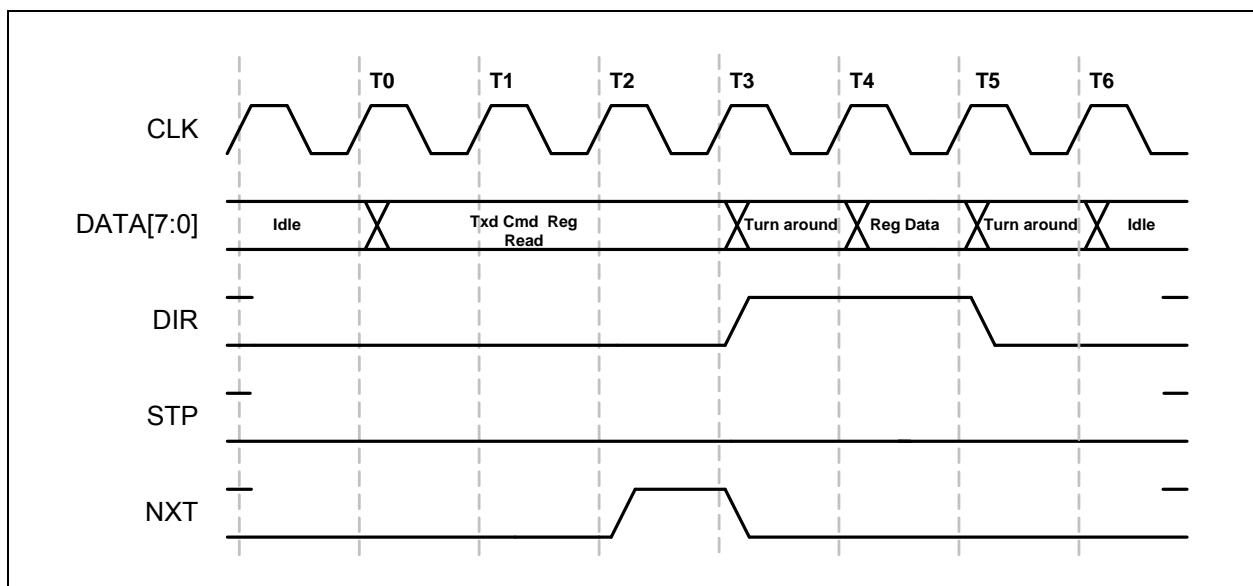 T0 T1 T2 T3 T4 T5 T6
CLK
DATA[7:0] Idle Txd Cmd Reg Turn around Reg Data Turn around Idle
Read
DIR
STP
NXT